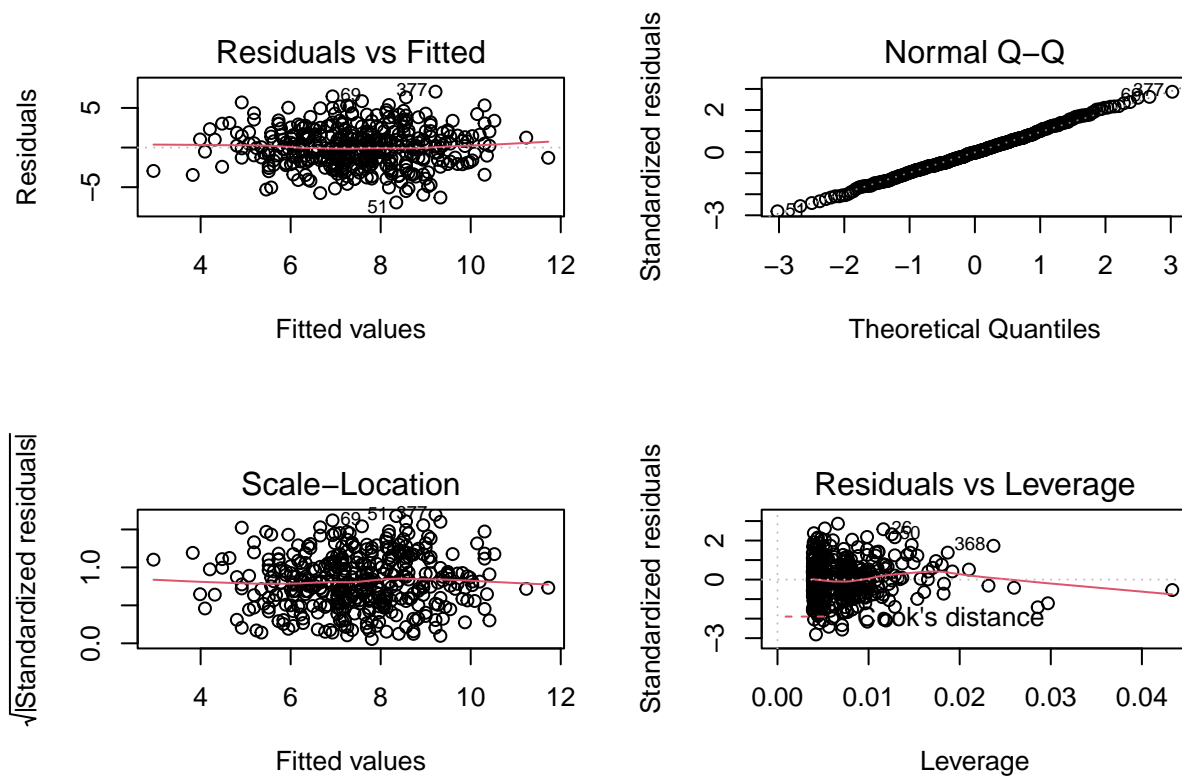 Residuals vs Fitted
Residuals
5
−5
69
377
51
4 6 8 10 12
Fitted values
Normal Q−Q
Standardized residuals
2
0
−3
377
69
51
−3 −2 −1 0 1 2 3
Theoretical Quantiles
Scale−Location
√|Standardized residuals|
1.0
0.0
69
51
377
4 6 8 10 12
Fitted values
Residuals vs Leverage
Standardized residuals
2
0
−3
368
Cook's distance
0.00 0.01 0.02 0.03 0.04
Leverage